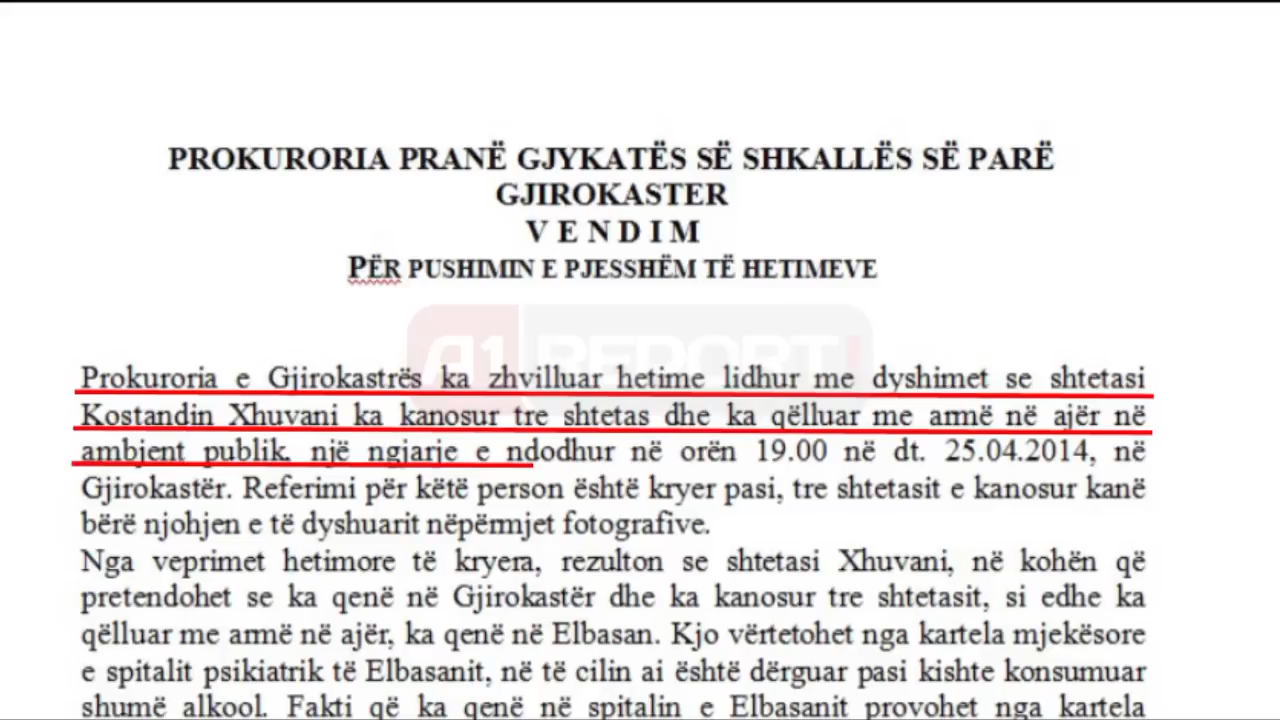 PROKURORIA PRANË GJYKATËS SË SHKALLËS SË PARË
GJIROKASTER
V E N D I M
PËR PUSHIMIN E PJESSHËM TË HETIMEVE
A1 REPORT
Prokuroria e Gjirokastrës ka zhvilluar hetime lidhur me dyshimet se shtetasi
Kostandin Xhuvani ka kanosur tre shtetas dhe ka qëlluar me armë në ajër në
ambjent publik. një ngjarje e ndodhur në orën 19.00 në dt. 25.04.2014, në
Gjirokastër. Referimi për këtë person është kryer pasi, tre shtetasit e kanosur kanë
bërë njohjen e të dyshuarit nëpërmjet fotografive.
Nga veprimet hetimore të kryera, rezulton se shtetasi Xhuvani, në kohën që
pretendohet se ka qenë në Gjirokastër dhe ka kanosur tre shtetasit, si edhe ka
qëlluar me armë në ajër, ka qenë në Elbasan. Kjo vërtetohet nga kartela mjekësore
e spitalit psikiatrik të Elbasanit, në të cilin ai është dërguar pasi kishte konsumuar
shumë alkool. Fakti që ka qenë në spitalin e Elbasanit provohet nga kartela